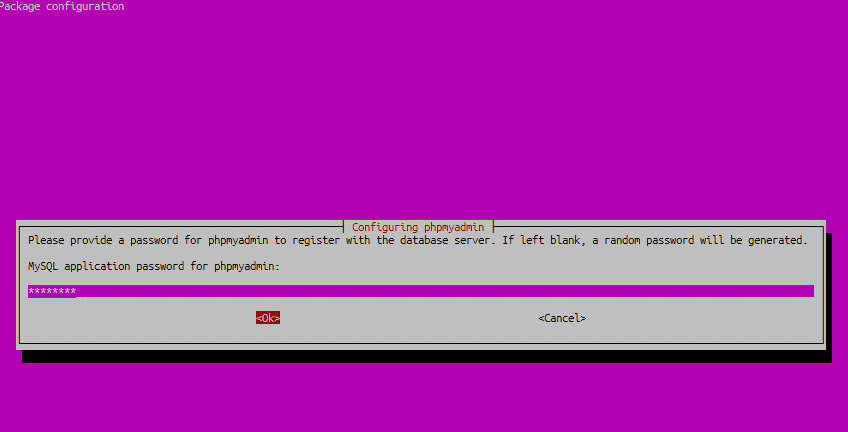 Package configuration
Configuring phpmyadmin
Please provide a password for phpmyadmin to register with the database server. If left blank, a random password will be generated.
MySQL application password for phpmyadmin:
********
<Ok> <Cancel>